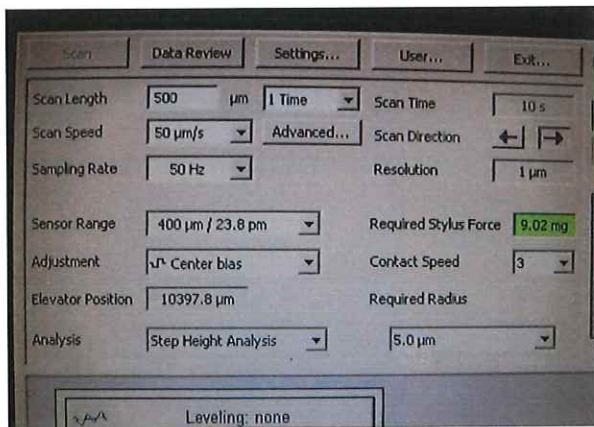 Scan Data Review Settings... User... Exit...
Scan Length 500 µm 1 Time Scan Time 10 s
Scan Speed 50 µm/s Advanced... Scan Direction
Sampling Rate 50 Hz Resolution 1 µm
Sensor Range 400 µm / 23.8 pm Required Stylus Force 9.02 mg
Adjustment Center bias Contact Speed 3
Elevator Position 10397.8 µm Required Radius
Analysis Step Height Analysis 5.0 µm
Leveling: none